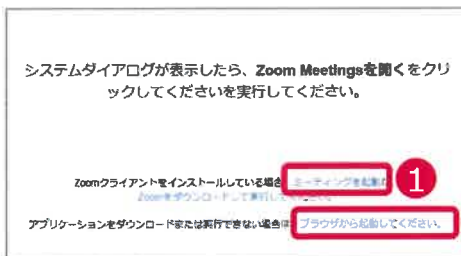 システムダイアログが表示したら、Zoom Meetingsを開くをクリ
ックしてくださいを実行してください。
Zoomクライアントをインストールしている場合 ミーティングを起動
Zoomをダウンロードして実行し
1
アプリケーションをダウンロードまたは実行できない場合は ブラウザから起動してください。